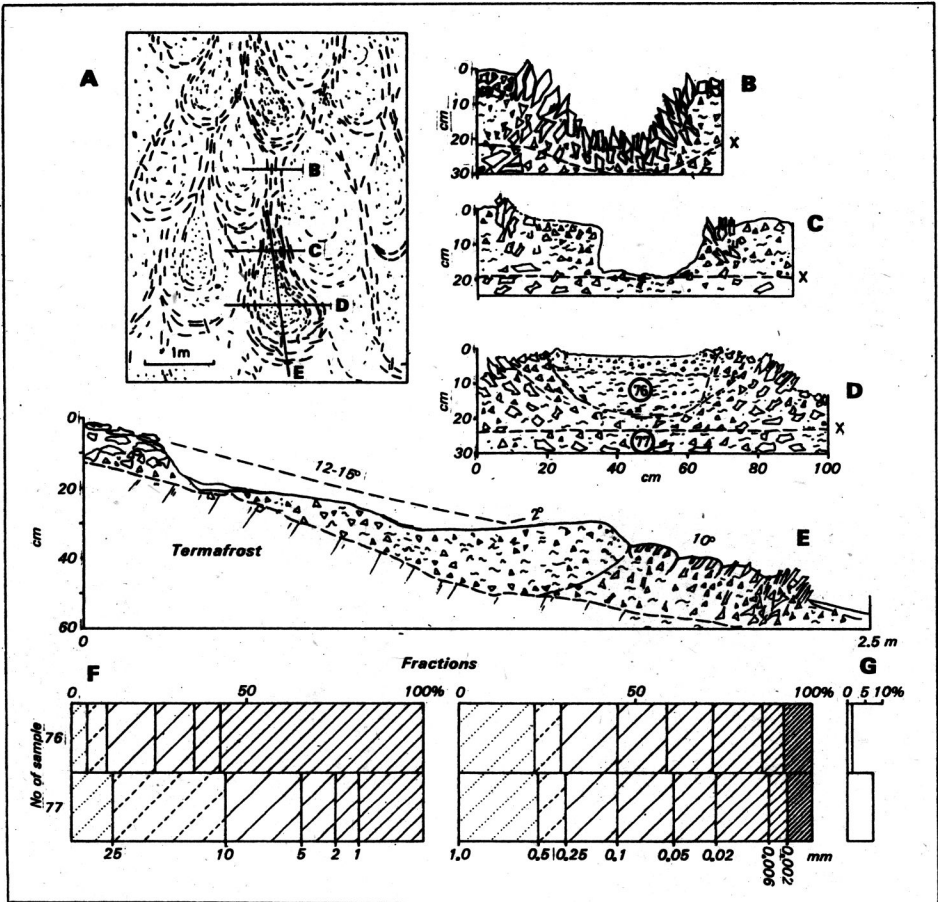 A
B
C
D
E
1m
0
10
20
30
cm
B
X
0
10
20
cm
C
X
0
10
20
30
cm
76
77
D
X
0 20 40 60 80 100
cm
0
20
40
60
cm
12-15°
2°
10°
E
Termafrost
0 2.5 m
Fractions
F G
0 50 100% 0 50 100% 0 5 10%
No of sample
76
77
25 10 5 2 1 1,0 0,5 0,25 0,1 0,05 0,02 0,006 0,002 mm